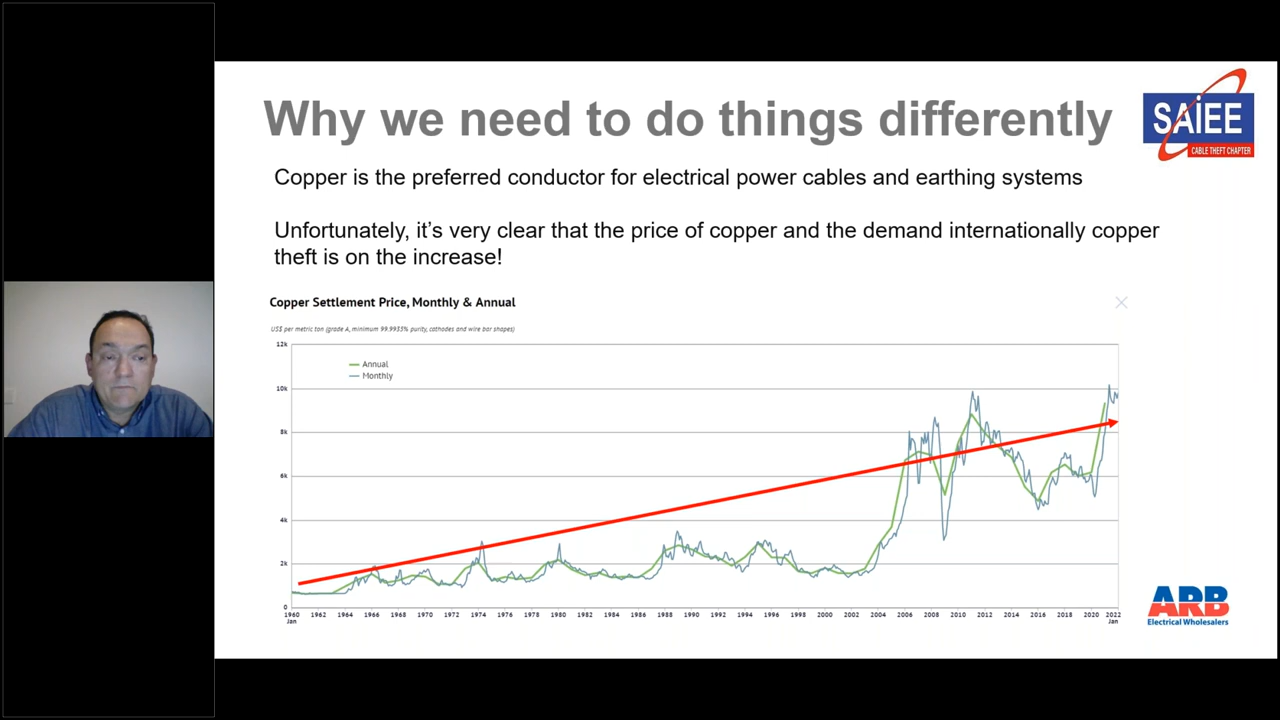 Why we need to do things differently
SAiEE
CABLE THEFT CHAPTER
Copper is the preferred conductor for electrical power cables and earthing systems
Unfortunately, it’s very clear that the price of copper and the demand internationally copper
theft is on the increase!
Copper Settlement Price, Monthly & Annual
US$ per metric ton (grade A, minimum 99.9935% purity, cathodes and wire bar shapes)
12k
Annual
Monthly
10k
8k
6k
4k
2k
0
1960 1962 1964 1966 1968 1970 1972 1974 1976 1978 1980 1982 1984 1986 1988 1990 1992 1994 1996 1998 2000 2002 2004 2006 2008 2010 2012 2014 2016 2018 2020 2022
Jan Jan
ARB
Electrical Wholesalers